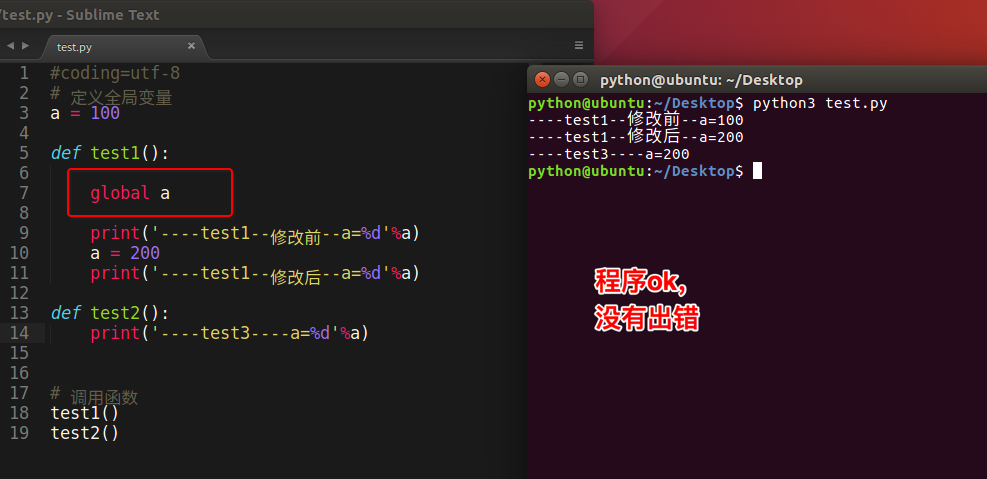 /test.py - Sublime Text
test.py ×
1 #coding=utf-8
2 # 定义全局变量
3 a = 100
4
5 def test1():
6
7     global a
8
9     print('----test1--修改前--a=%d'%a)
10     a = 200
11     print('----test1--修改后--a=%d'%a)
12
13 def test2():
14     print('----test3----a=%d'%a)
15
16
17 # 调用函数
18 test1()
19 test2()
python@ubuntu: ~/Desktop
python@ubuntu:~/Desktop$ python3 test.py
----test1--修改前--a=100
----test1--修改后--a=200
----test3----a=200
python@ubuntu:~/Desktop$
程序ok,
没有出错